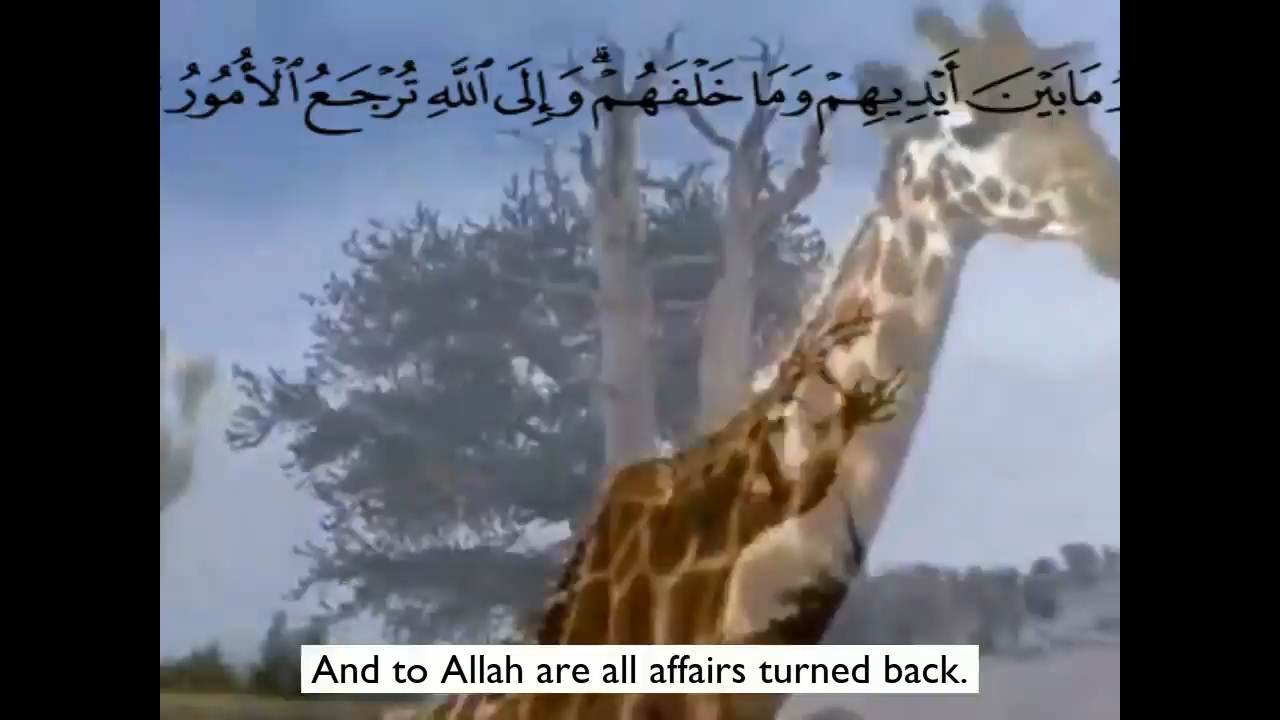 مَا بَيْنَ أَيْدِيهِمْ وَمَا خَلْفَهُمْ ۗ وَإِلَى ٱللَّهِ تُرْجَعُ ٱلْأُمُورُ
And to Allah are all affairs turned back.